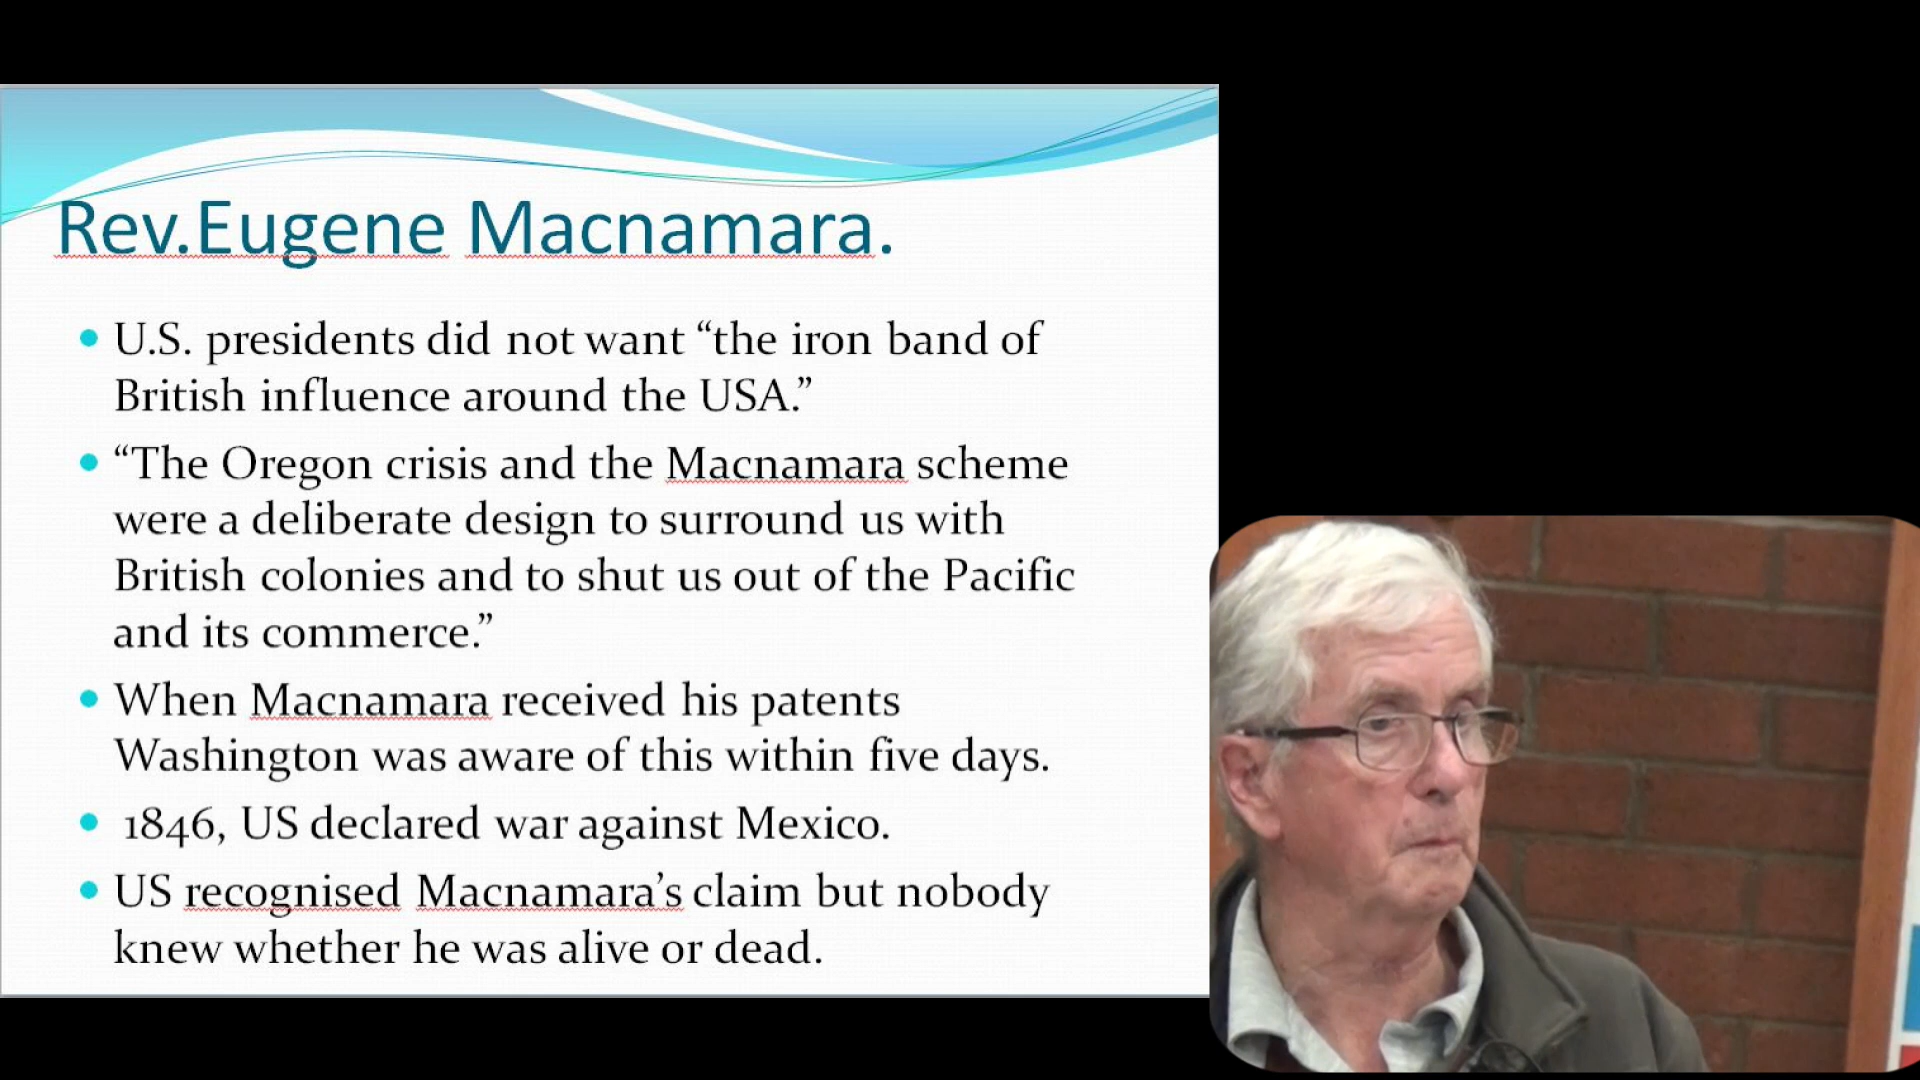 Rev.Eugene Macnamara.
• U.S. presidents did not want “the iron band of
British influence around the USA.”
• “The Oregon crisis and the Macnamara scheme
were a deliberate design to surround us with
British colonies and to shut us out of the Pacific
and its commerce.”
• When Macnamara received his patents
Washington was aware of this within five days.
• 1846, US declared war against Mexico.
• US recognised Macnamara’s claim but nobody
knew whether he was alive or dead.